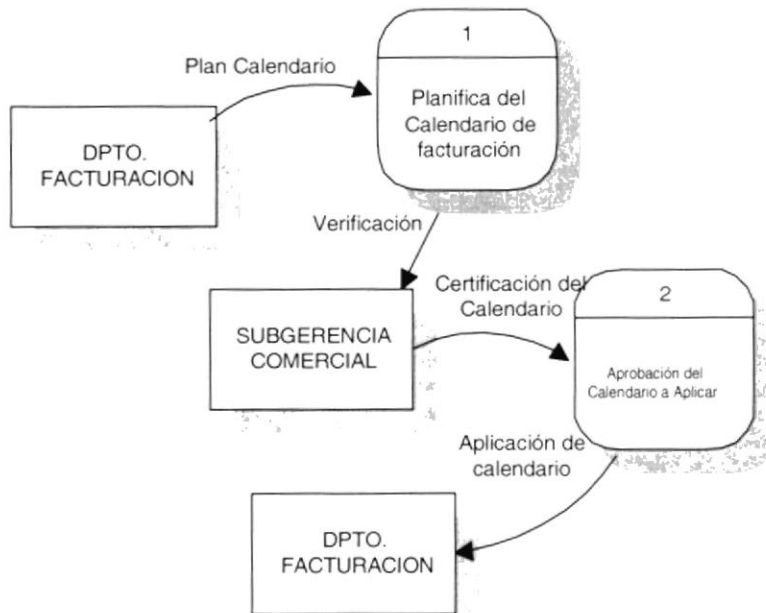 1
Plan Calendario
Planifica del
Calendario de
facturación
DPTO.
FACTURACION
Verificación
Certificación del
Calendario
2
SUBGERENCIA
COMERCIAL
Aprobación del
Calendario a Aplicar
Aplicación de
calendario
DPTO.
FACTURACION